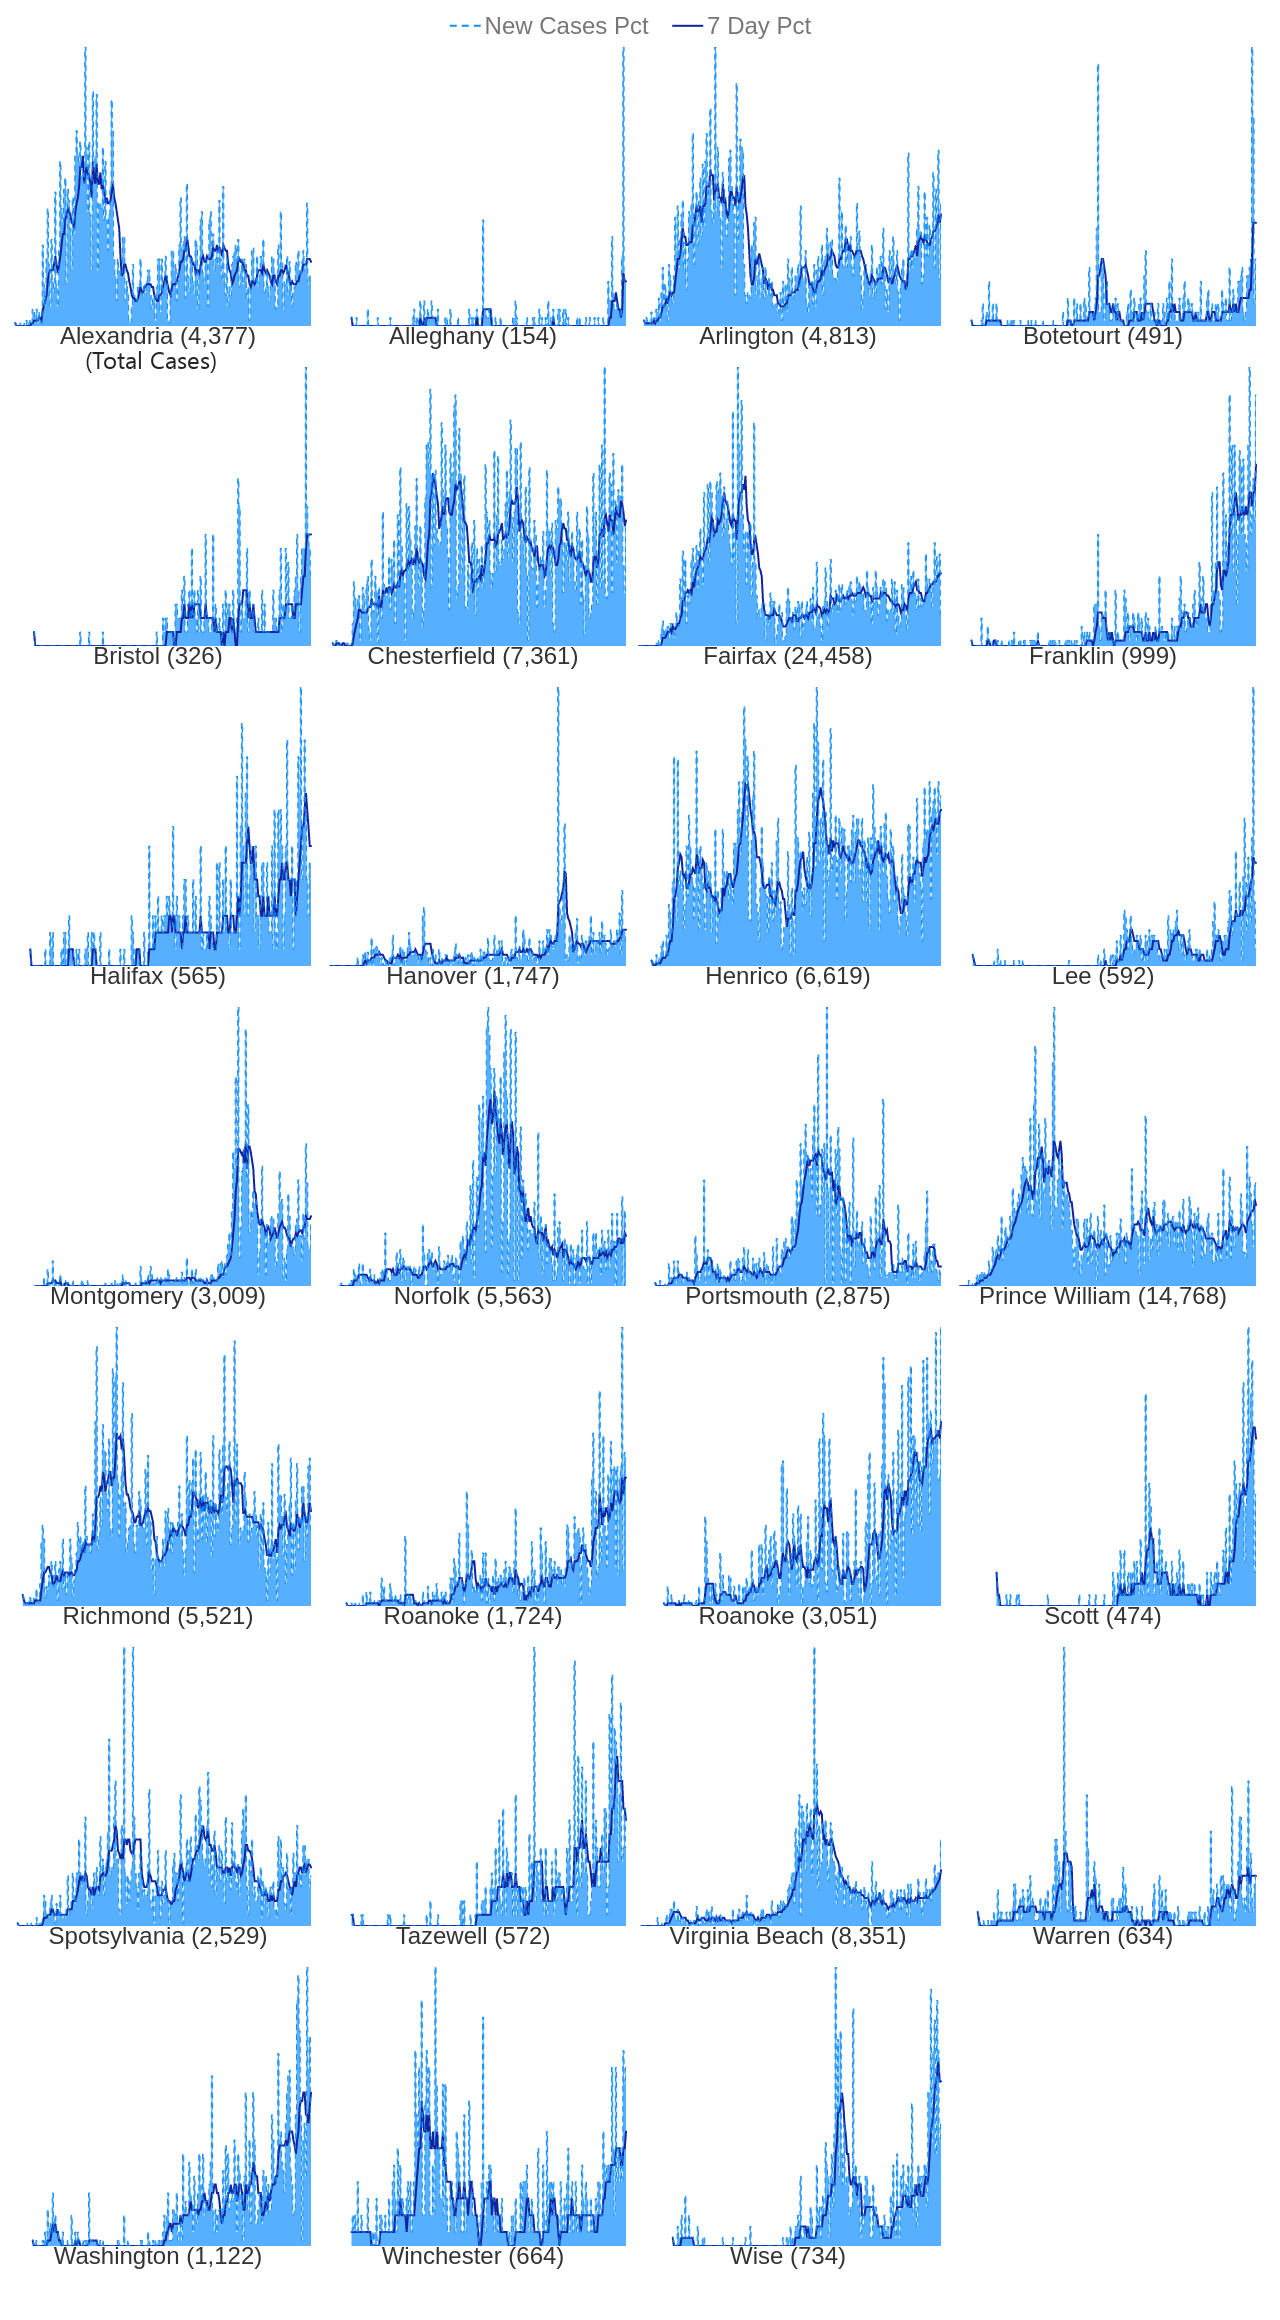 New Cases Pct 7 Day Pct
Alexandria (4,377) Alleghany (154) Arlington (4,813) Botetourt (491)
(Total Cases)
Bristol (326) Chesterfield (7,361) Fairfax (24,458) Franklin (999)
Halifax (565) Hanover (1,747) Henrico (6,619) Lee (592)
Montgomery (3,009) Norfolk (5,563) Portsmouth (2,875) Prince William (14,768)
Richmond (5,521) Roanoke (1,724) Roanoke (3,051) Scott (474)
Spotsylvania (2,529) Tazewell (572) Virginia Beach (8,351) Warren (634)
Washington (1,122) Winchester (664) Wise (734)